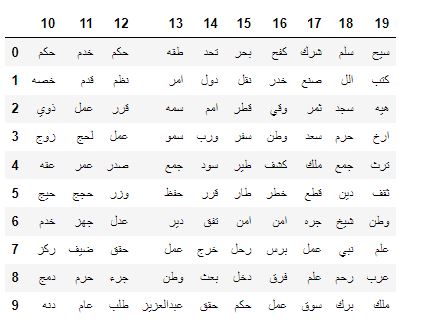 10 11 12 13 14 15 16 17 18 19
0 حكم خدم حكم طقه تحد بحر كفح شرك سلم سيح
1 خصه قدم نظم امر دول نقل خدر صنع الل كتب
2 ذوي عمل قرر سمه امم قطر وقي ثمر سجد هيه
3 زوج لحج عمل سمو ورب سفر وطن سعد حرم ارخ
4 عقه عمر صدر جمع سود طير كشف ملك جمع ترث
5 حيج حجج وزر حفظ قرر طار خطر قطع دين ثقف
6 خدم جهز عدل دير تفق امن امن جره شيخ وطن
7 ركز ضيف حقق عمل خرج رحل برس عمل نبي علم
8 دمج حرم جزء وطن بعث دخل فرق علم رحم عرب
9 دنه عام طلب عبدالعزيز حقق حكم عمل سوق برك ملك